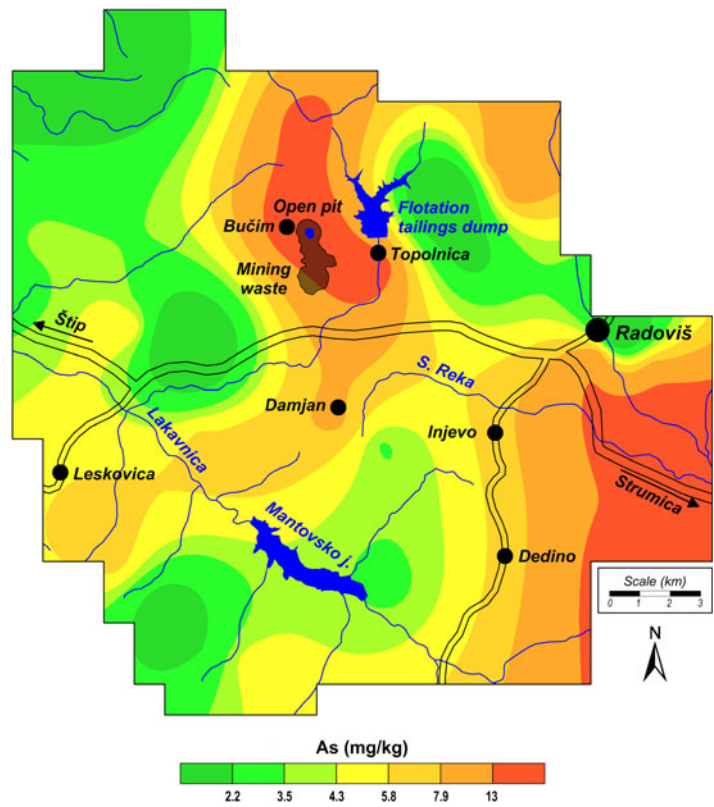 Open pit
Bučim
Flotation
tailings dump
Topolnica
Mining
waste
Štip
Radoviš
S. Reka
Damjan
Lakavnica
Injevo
Leskovica
Strumica
Mantovsko j.
Dedino
Scale (km)
0 1 2 3
N
As (mg/kg)
2.2 3.5 4.3 5.8 7.9 13